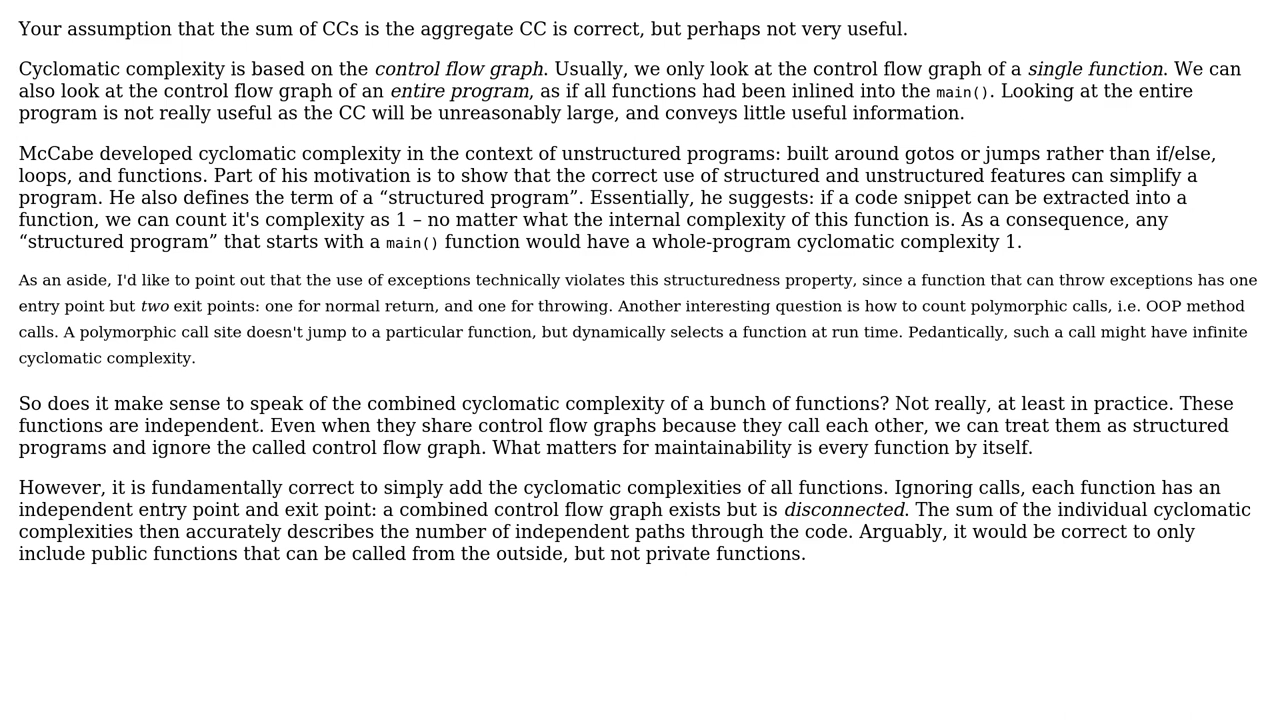 Your assumption that the sum of CCs is the aggregate CC is correct, but perhaps not very useful.
Cyclomatic complexity is based on the control flow graph. Usually, we only look at the control flow graph of a single function. We can
also look at the control flow graph of an entire program, as if all functions had been inlined into the main(). Looking at the entire
program is not really useful as the CC will be unreasonably large, and conveys little useful information.
McCabe developed cyclomatic complexity in the context of unstructured programs: built around gotos or jumps rather than if/else,
loops, and functions. Part of his motivation is to show that the correct use of structured and unstructured features can simplify a
program. He also defines the term of a “structured program”. Essentially, he suggests: if a code snippet can be extracted into a
function, we can count it's complexity as 1 – no matter what the internal complexity of this function is. As a consequence, any
“structured program” that starts with a main() function would have a whole-program cyclomatic complexity 1.
As an aside, I'd like to point out that the use of exceptions technically violates this structuredness property, since a function that can throw exceptions has one
entry point but two exit points: one for normal return, and one for throwing. Another interesting question is how to count polymorphic calls, i.e. OOP method
calls. A polymorphic call site doesn't jump to a particular function, but dynamically selects a function at run time. Pedantically, such a call might have infinite
cyclomatic complexity.
So does it make sense to speak of the combined cyclomatic complexity of a bunch of functions? Not really, at least in practice. These
functions are independent. Even when they share control flow graphs because they call each other, we can treat them as structured
programs and ignore the called control flow graph. What matters for maintainability is every function by itself.
However, it is fundamentally correct to simply add the cyclomatic complexities of all functions. Ignoring calls, each function has an
independent entry point and exit point: a combined control flow graph exists but is disconnected. The sum of the individual cyclomatic
complexities then accurately describes the number of independent paths through the code. Arguably, it would be correct to only
include public functions that can be called from the outside, but not private functions.